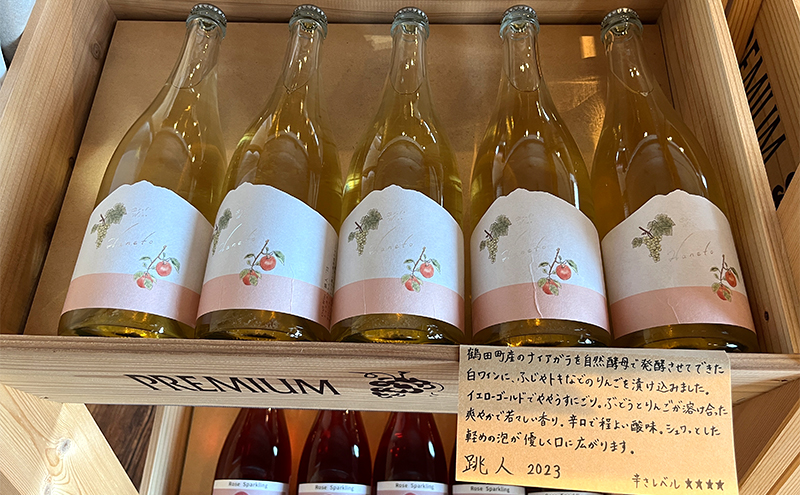 Haneto
PREMIUM
PREMIUM
鶴田町産のナイアガラを自然酵母で発酵させてできた
白ワインに、ふじやトキなどのりんごを漬け込みました。
イエローゴールドでややうすにごり。ぶどうとりんごが溶け合った
爽やかで若々しい香り。辛口で程よい酸味。シュワっとした
軽めの泡が優しく口に広がります。
跳人 2023
辛さレベル ★★★★
Rose Sparkling
Rose Sparkling
Rose Sparkling